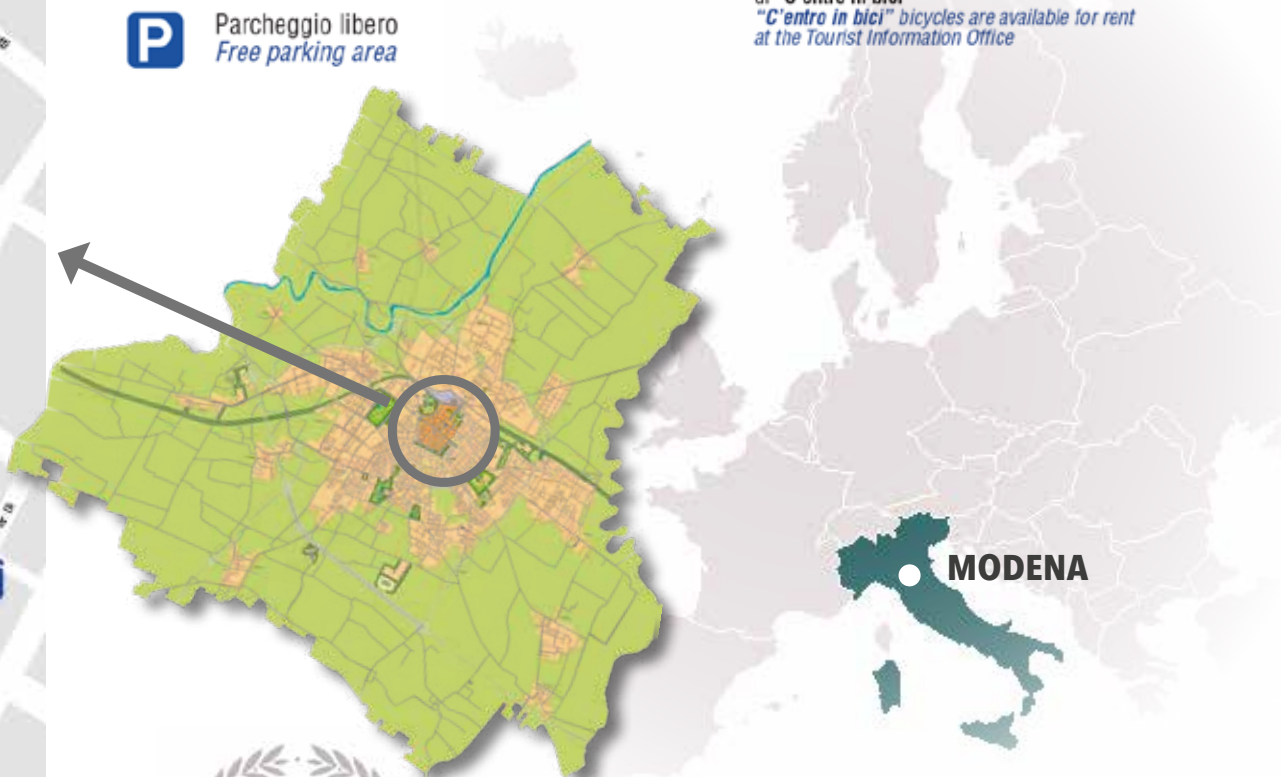 P
Parcheggio libero
Free parking area
"C'entro in bici" bicycles are available for rent
at the Tourist Information Office
MODENA